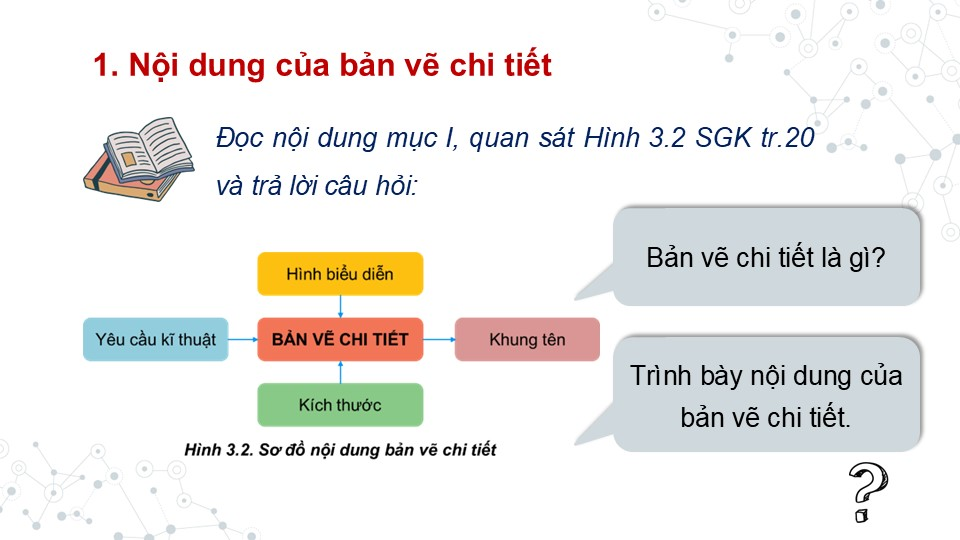 1. Nội dung của bản vẽ chi tiết
Đọc nội dung mục I, quan sát Hình 3.2 SGK tr.20
và trả lời câu hỏi:
Bản vẽ chi tiết là gì?
Hình biểu diễn
Yêu cầu kĩ thuật
BẢN VẼ CHI TIẾT
Khung tên
Kích thước
Trình bày nội dung của
bản vẽ chi tiết.
Hình 3.2. Sơ đồ nội dung bản vẽ chi tiết
?